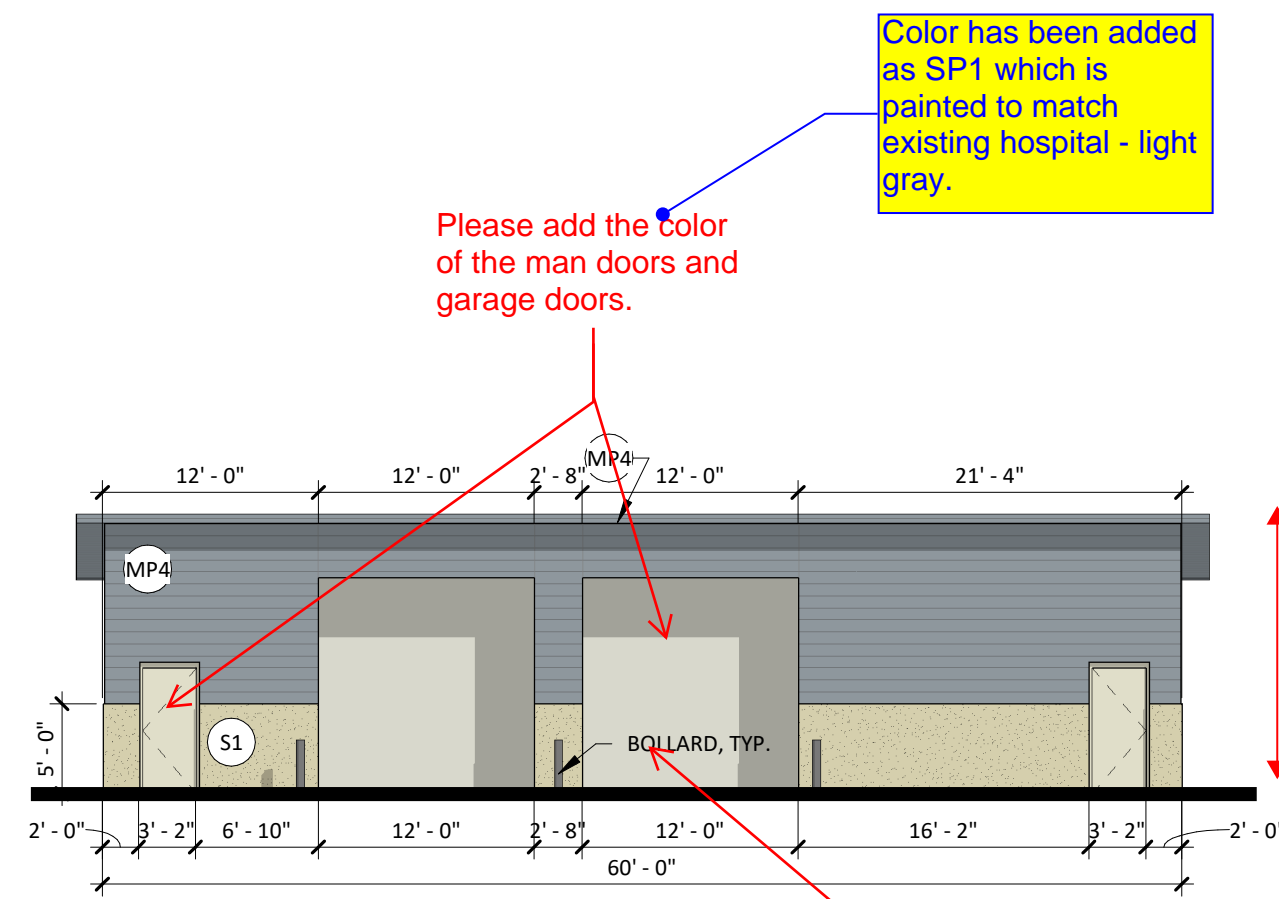 Color has been added
as SP1 which is
painted to match
existing hospital - light
gray.
Please add the color
of the man doors and
garage doors.
MP4
12' - 0" 12' - 0" 2' - 8" 12' - 0" 21' - 4"
MP4
S1
BOLLARD, TYP.
5' - 0"
2' - 0" 3' - 2" 6' - 10" 12' - 0" 2' - 8" 12' - 0" 16' - 2" 3' - 2" 2' - 0"
60' - 0"